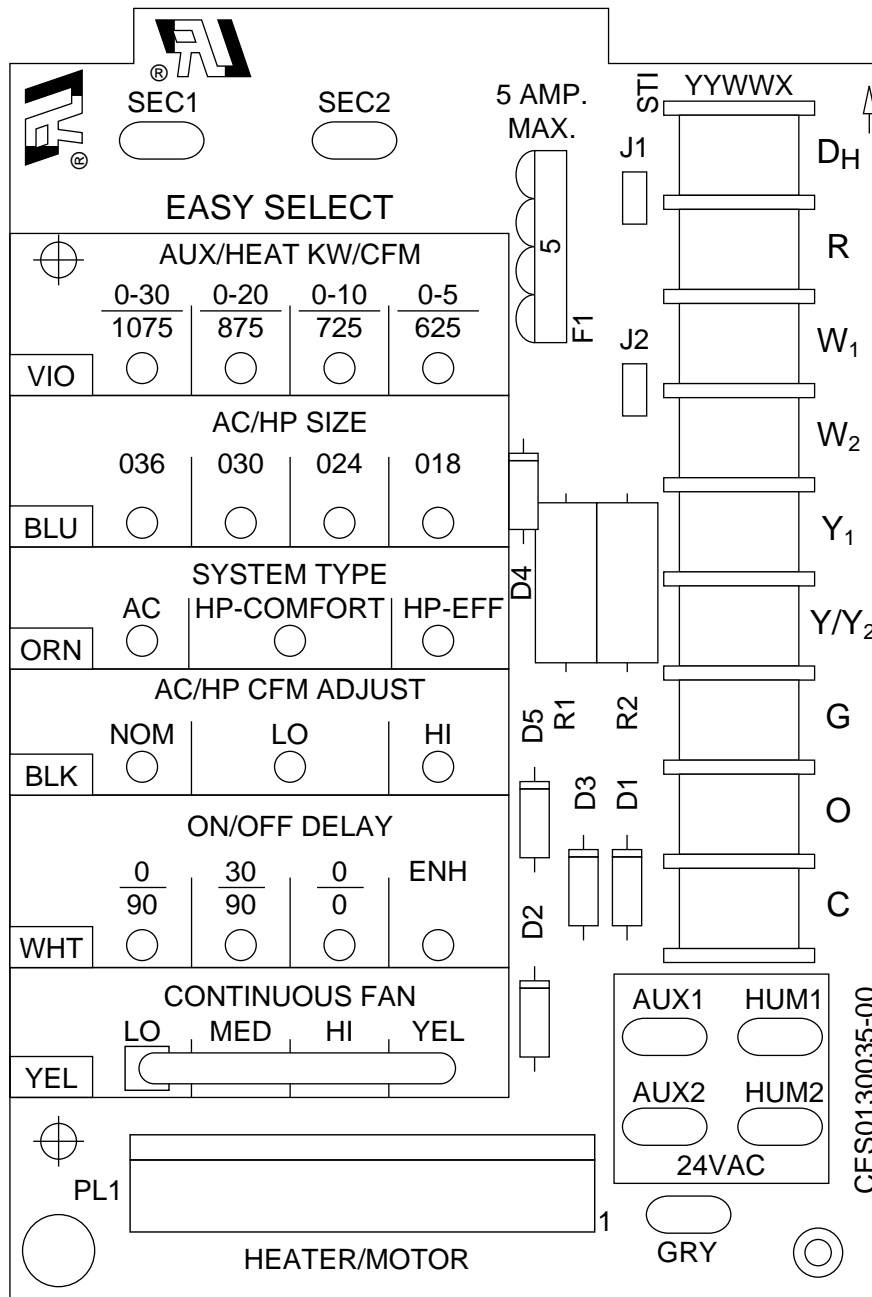 ®
®
SEC1 SEC2
5 AMP.
MAX.
STI
YYWWX
J1
DH
EASY SELECT
R
AUX/HEAT KW/CFM
0-30 0-20 0-10 0-5
1075 875 725 625
VIO
5
F1
J2
W1
AC/HP SIZE
036 030 024 018
BLU
W2
Y1
SYSTEM TYPE
AC HP-COMFORT HP-EFF
ORN
D4
Y/Y2
AC/HP CFM ADJUST
NOM LO HI
BLK
D5
R1
R2
G
D3
D1
O
ON/OFF DELAY
0 30 0 ENH
90 90 0
WHT
D2
C
CONTINUOUS FAN
LO MED HI YEL
YEL
AUX1 HUM1
AUX2 HUM2
24VAC
CES0130035-00
PL1
1
HEATER/MOTOR
GRY